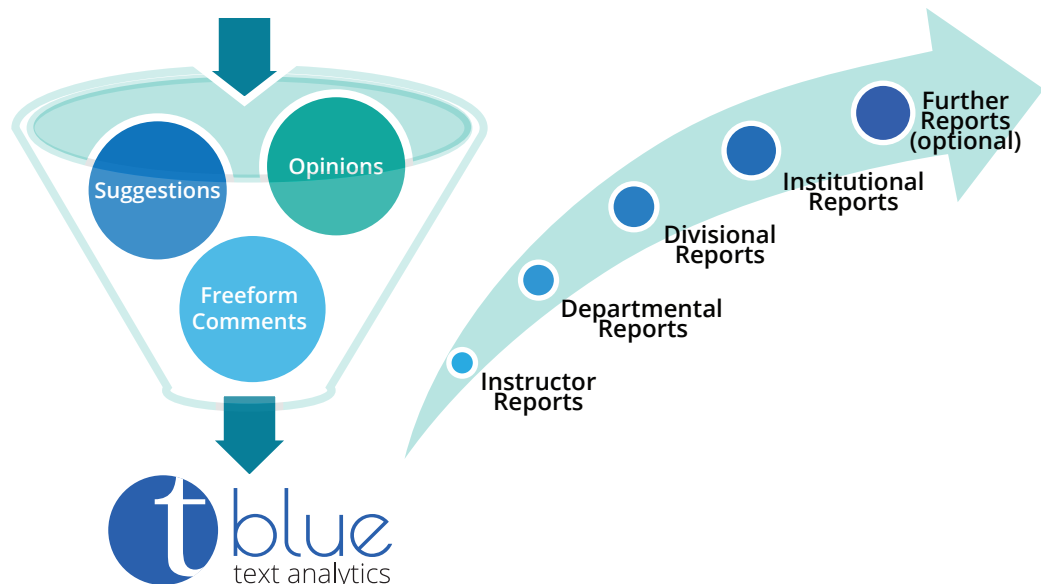 Suggestions
Opinions
Freeform
Comments
t blue
text analytics
Instructor
Reports
Departmental
Reports
Divisional
Reports
Institutional
Reports
Further
Reports
(optional)